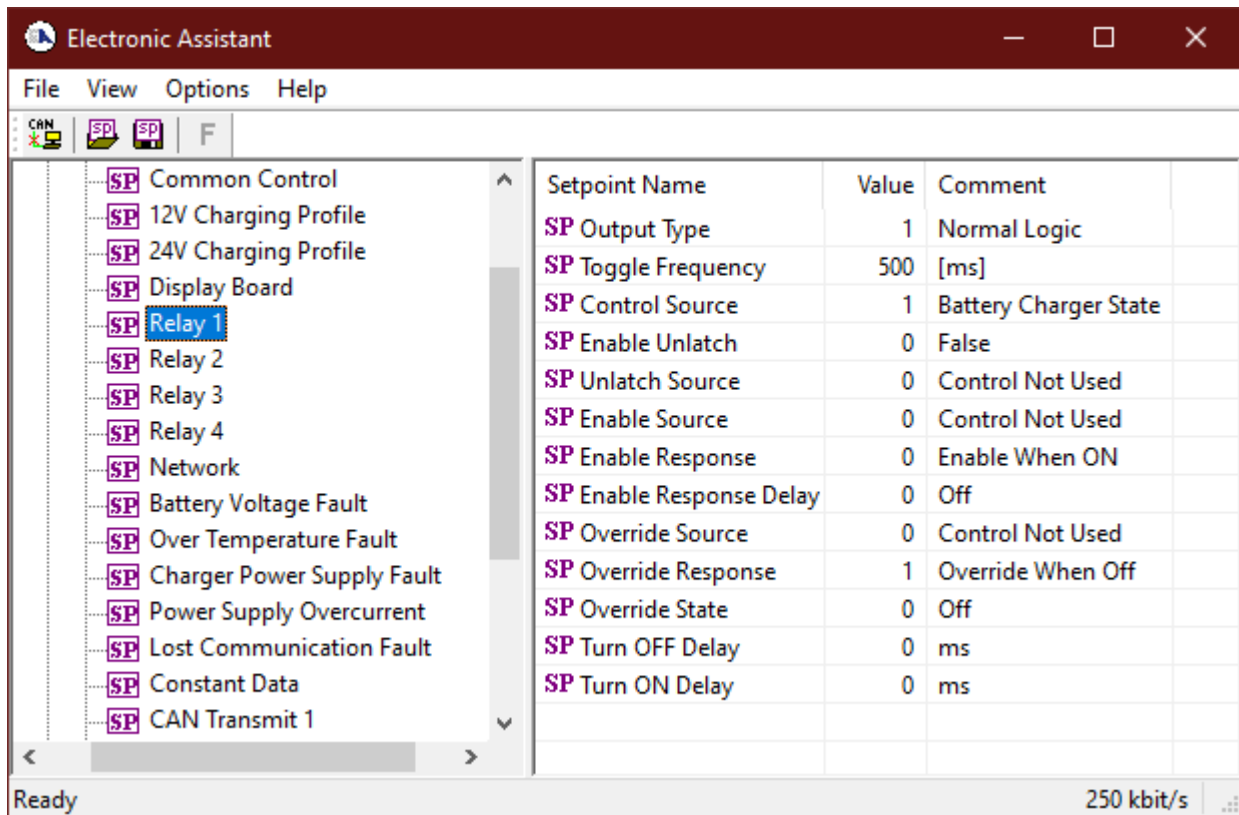 Electronic Assistant
File View Options Help
CAN SP SP F
SP Common Control
SP 12V Charging Profile
SP 24V Charging Profile
SP Display Board
SP Relay 1
SP Relay 2
SP Relay 3
SP Relay 4
SP Network
SP Battery Voltage Fault
SP Over Temperature Fault
SP Charger Power Supply Fault
SP Power Supply Overcurrent
SP Lost Communication Fault
SP Constant Data
SP CAN Transmit 1
Setpoint Name Value Comment
SP Output Type 1 Normal Logic
SP Toggle Frequency 500 [ms]
SP Control Source 1 Battery Charger State
SP Enable Unlatch 0 False
SP Unlatch Source 0 Control Not Used
SP Enable Source 0 Control Not Used
SP Enable Response 0 Enable When ON
SP Enable Response Delay 0 Off
SP Override Source 0 Control Not Used
SP Override Response 1 Override When Off
SP Override State 0 Off
SP Turn OFF Delay 0 ms
SP Turn ON Delay 0 ms
Ready 250 kbit/s